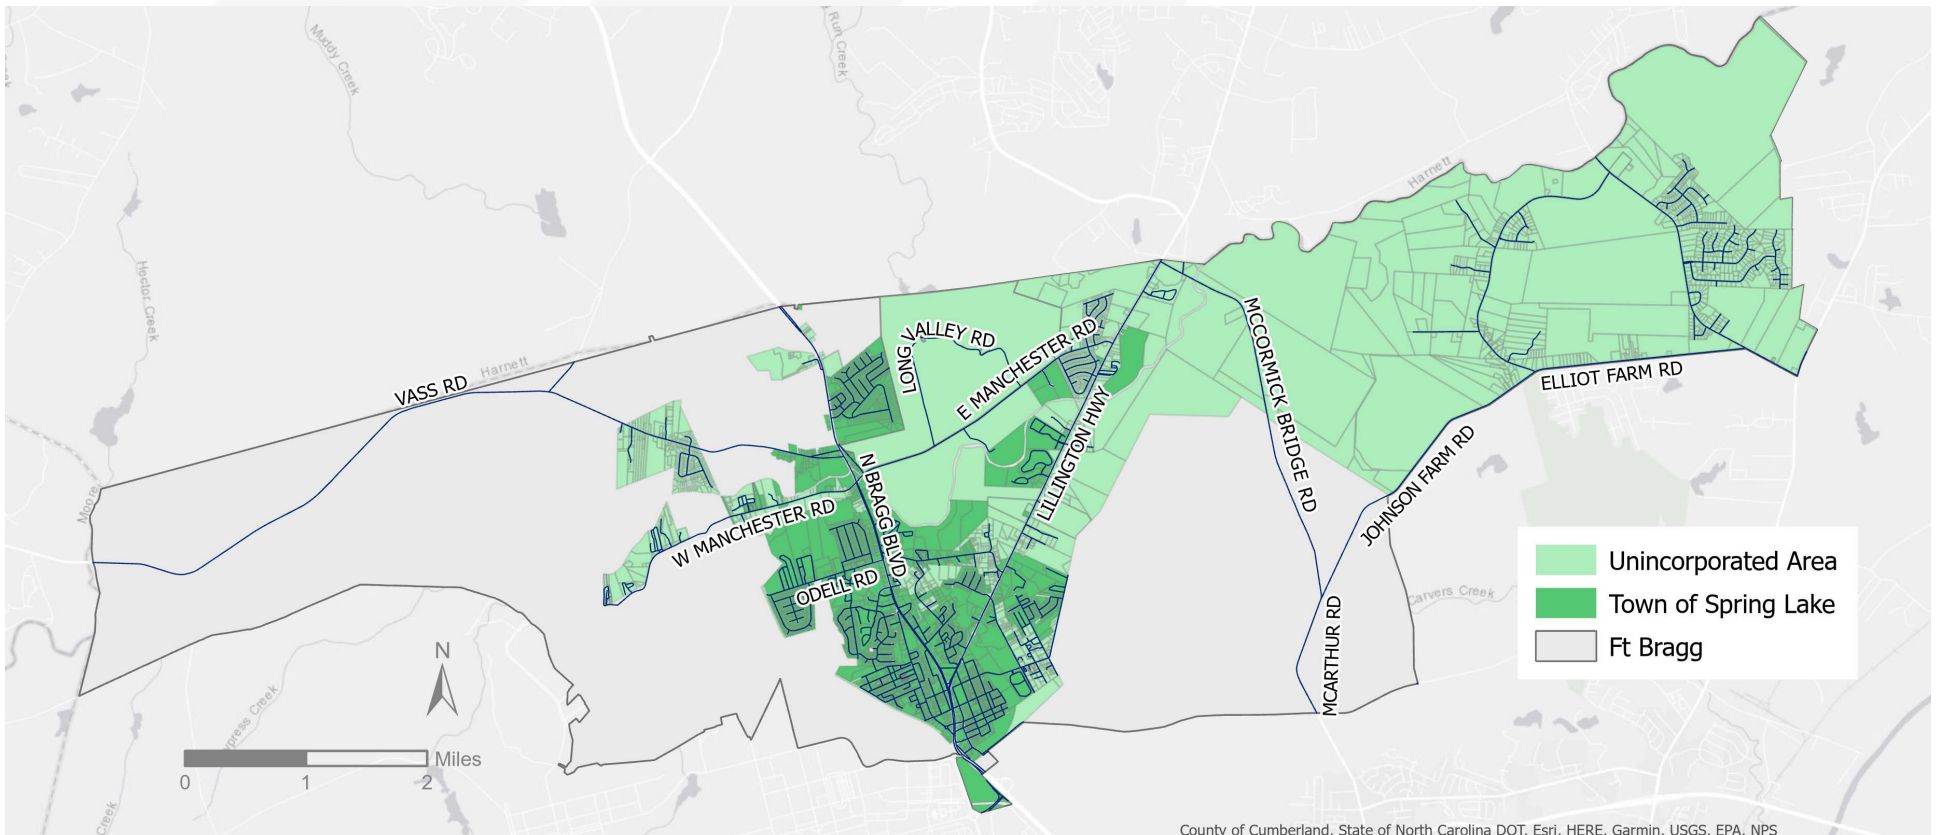 Muddy Creek
Run Creek
Hector Creek
Harnett
Harnett
Moore
VASS RD
LONG VALLEY RD
E MANCHESTER RD
MCCORMICK BRIDGE RD
ELLIOT FARM RD
LILLINGTON HWY
JOHNSON FARM RD
N BRAGG BLVD
W MANCHESTER RD
ODELL RD
MCARTHUR RD
Carvers Creek
ypress Creek
Creek
Unincorporated Area
Town of Spring Lake
Ft Bragg
N
Miles
0 1 2
County of Cumberland, State of North Carolina DOT, Esri, HERE, Garmin, USGS, EPA, NPS